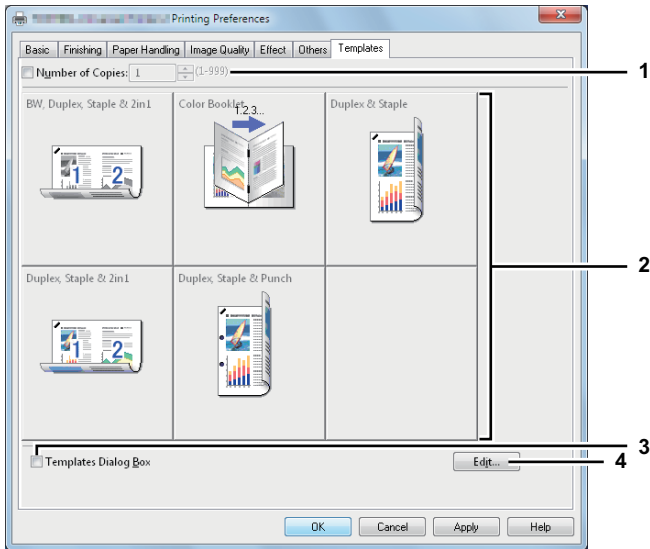 Printing Preferences
Basic Finishing Paper Handling Image Quality Effect Others Templates
Number of Copies: 1 (1-999)
1
BW, Duplex, Staple & 2in1 Color Booklet Duplex & Staple
1.2.3...
1 2
2
Duplex, Staple & 2in1 Duplex, Staple & Punch
1 2
3
Templates Dialog Box Edit...
4
OK Cancel Apply Help